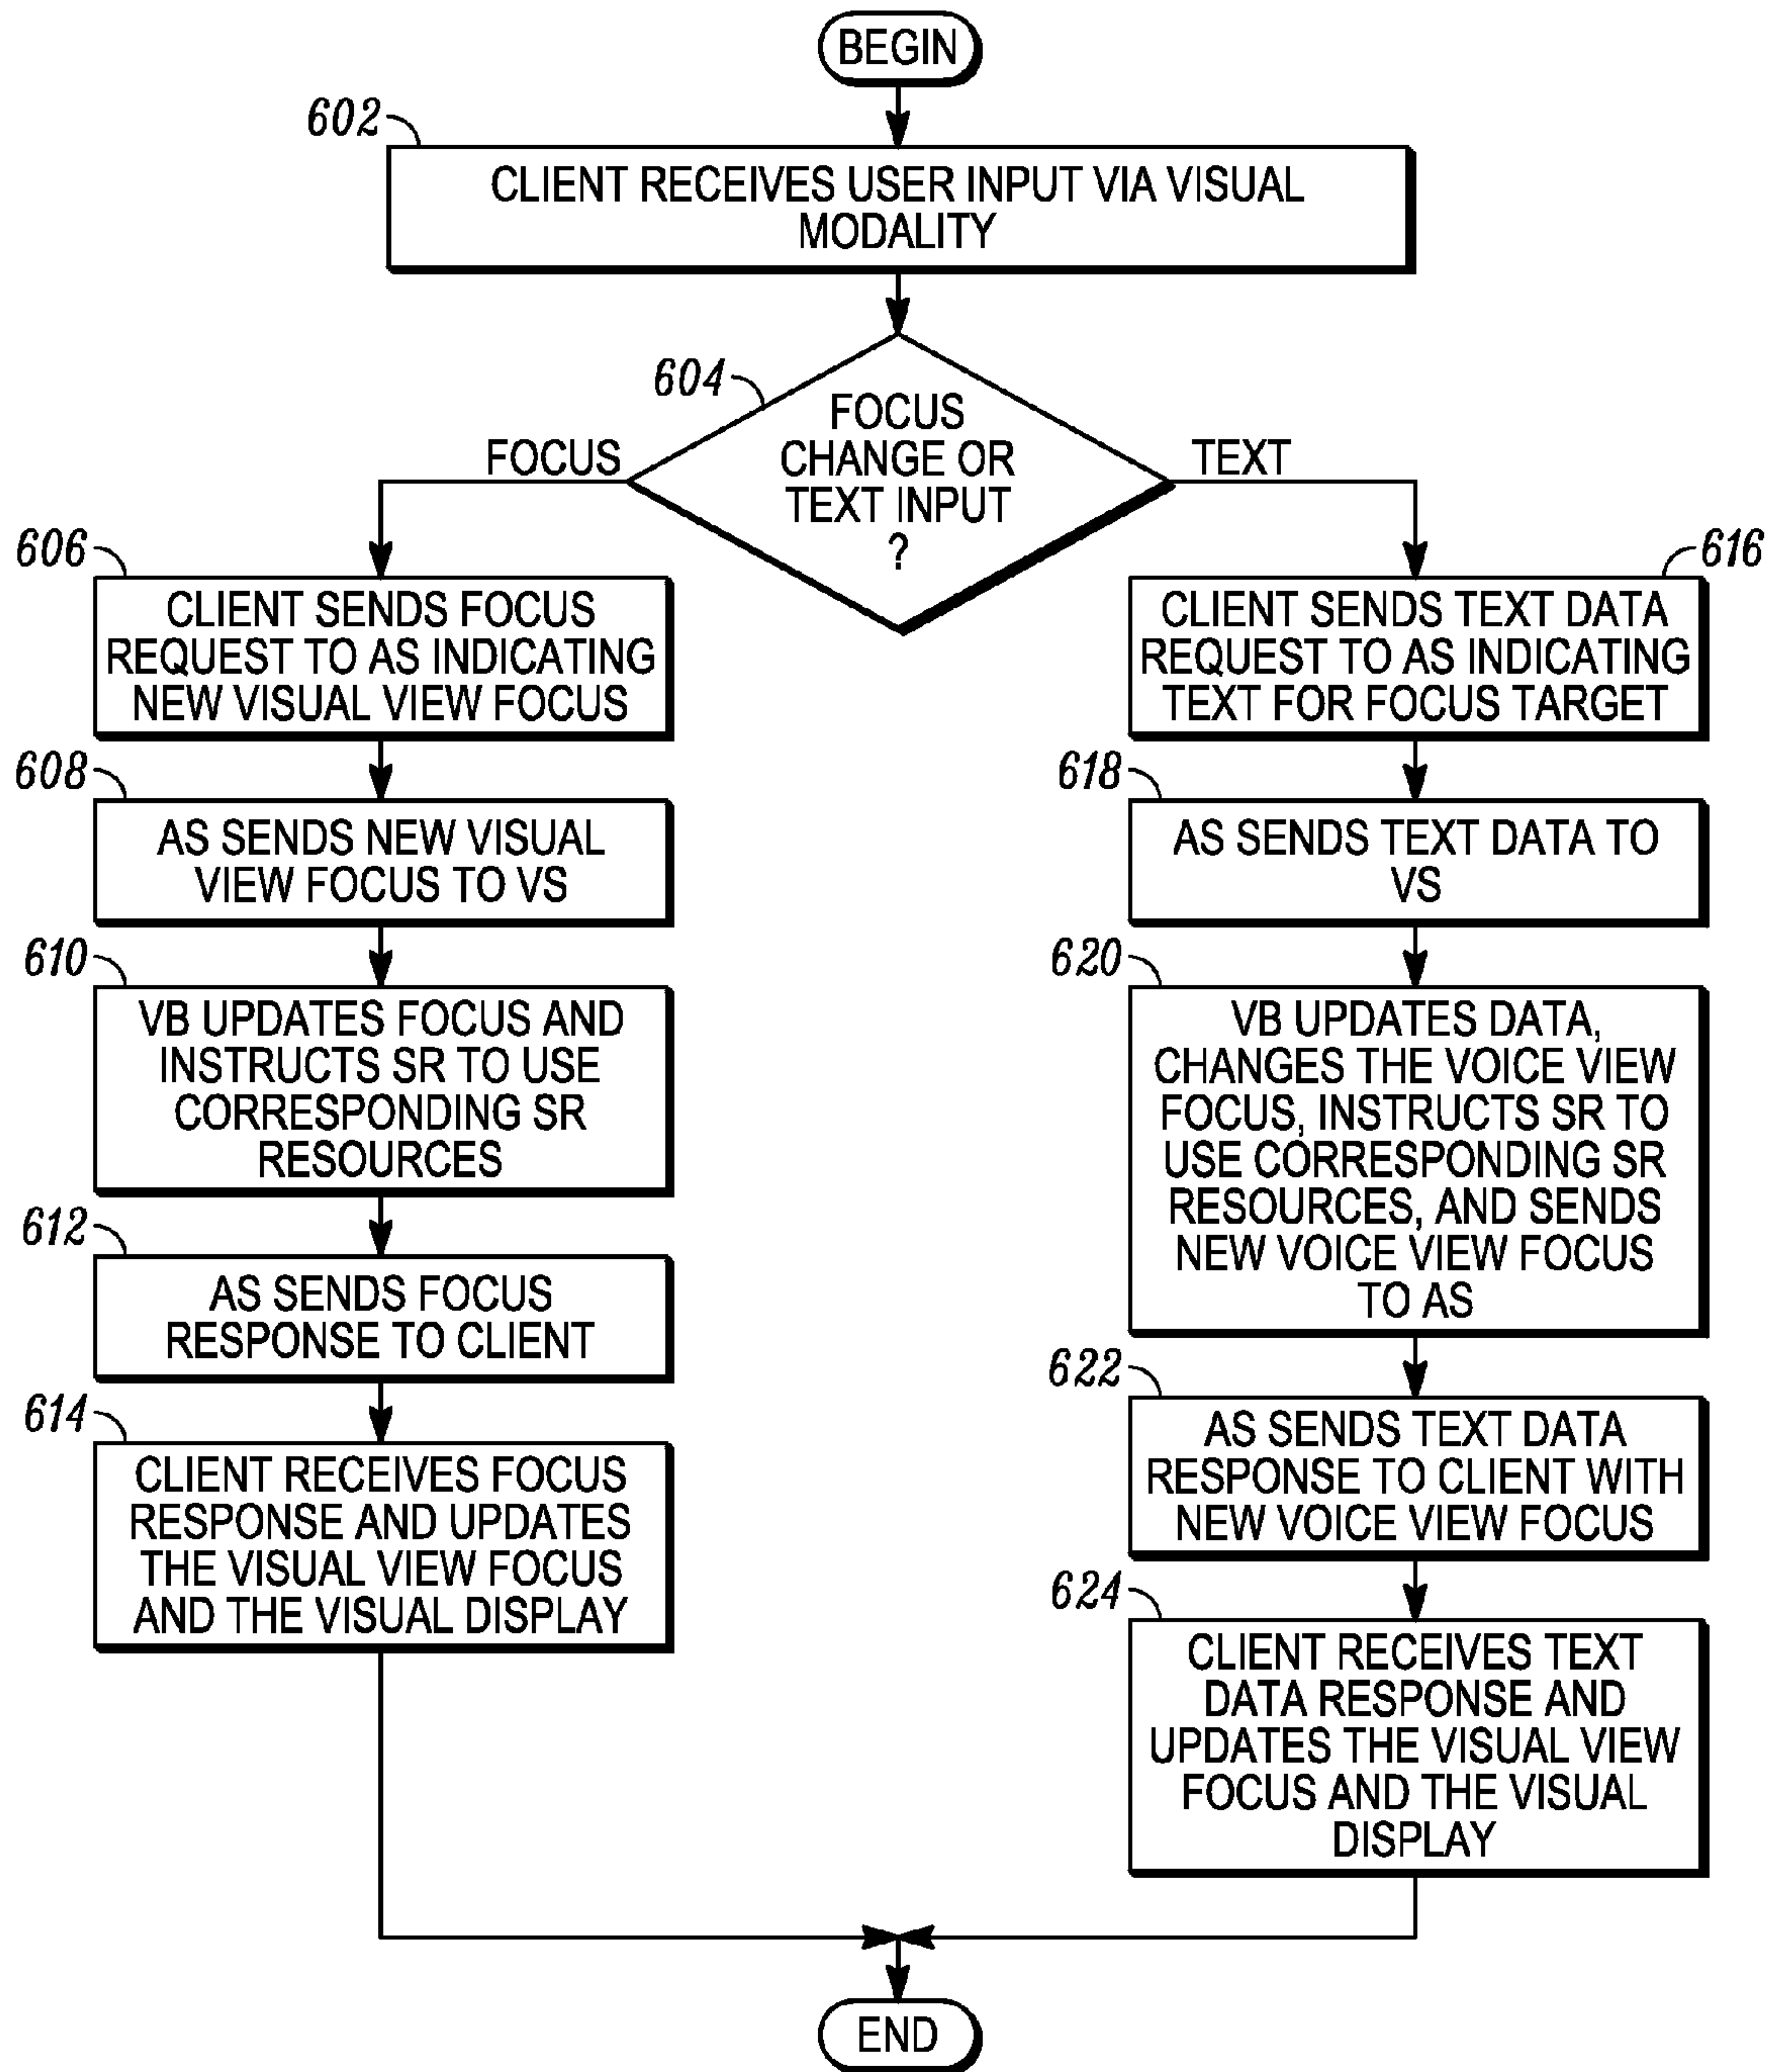 BEGIN
602
CLIENT RECEIVES USER INPUT VIA VISUAL
MODALITY
604
FOCUS
CHANGE OR
TEXT INPUT
?
FOCUS
TEXT
606
CLIENT SENDS FOCUS
REQUEST TO AS INDICATING
NEW VISUAL VIEW FOCUS
608
AS SENDS NEW VISUAL
VIEW FOCUS TO VS
610
VB UPDATES FOCUS AND
INSTRUCTS SR TO USE
CORRESPONDING SR
RESOURCES
612
AS SENDS FOCUS
RESPONSE TO CLIENT
614
CLIENT RECEIVES FOCUS
RESPONSE AND UPDATES
THE VISUAL VIEW FOCUS
AND THE VISUAL DISPLAY
616
CLIENT SENDS TEXT DATA
REQUEST TO AS INDICATING
TEXT FOR FOCUS TARGET
618
AS SENDS TEXT DATA TO
VS
620
VB UPDATES DATA,
CHANGES THE VOICE VIEW
FOCUS, INSTRUCTS SR TO
USE CORRESPONDING SR
RESOURCES, AND SENDS
NEW VOICE VIEW FOCUS
TO AS
622
AS SENDS TEXT DATA
RESPONSE TO CLIENT WITH
NEW VOICE VIEW FOCUS
624
CLIENT RECEIVES TEXT
DATA RESPONSE AND
UPDATES THE VISUAL VIEW
FOCUS AND THE VISUAL
DISPLAY
END